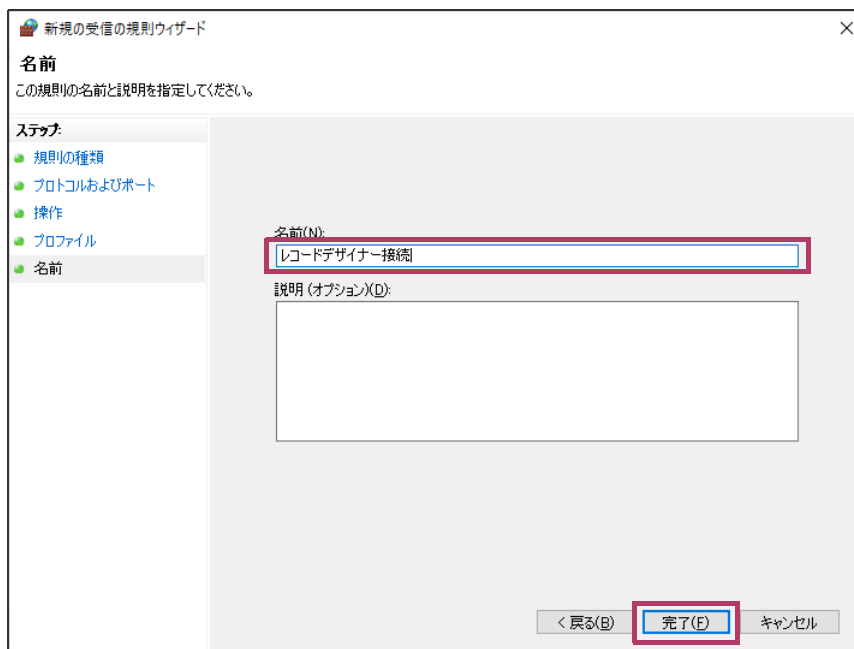 新規の受信の規則ウィザード
名前
この規則の名前と説明を指定してください。
ステップ:
規則の種類
プロトコルおよびポート
操作
プロファイル
名前
名前(N):
レコードデザイナー接続
説明 (オプション)(D):
< 戻る(B)
完了(F)
キャンセル